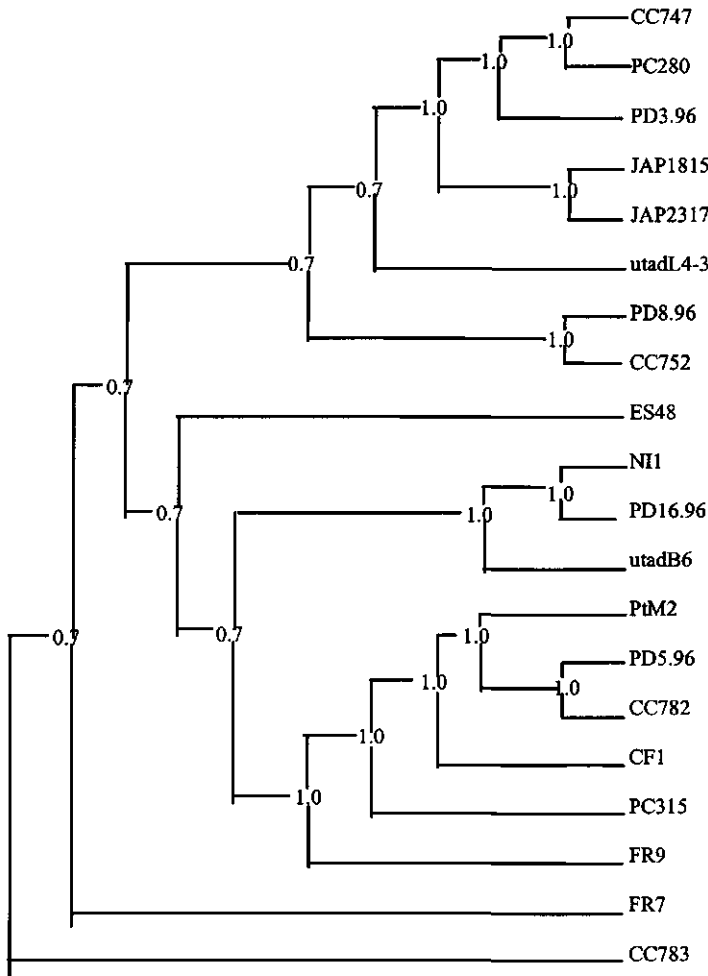 CC747
1.0
1.0
PC280
1.0
PD3.96
JAP1815
0.7
1.0
JAP2317
0.7
utadL4-3
PD8.96
1.0
CC752
0.7
ES48
NI1
1.0
0.7
1.0
PD16.96
utadB6
PtM2
0.7
0.7
1.0
PD5.96
1.0
1.0
CC782
1.0
CF1
1.0
PC315
FR9
FR7
CC783